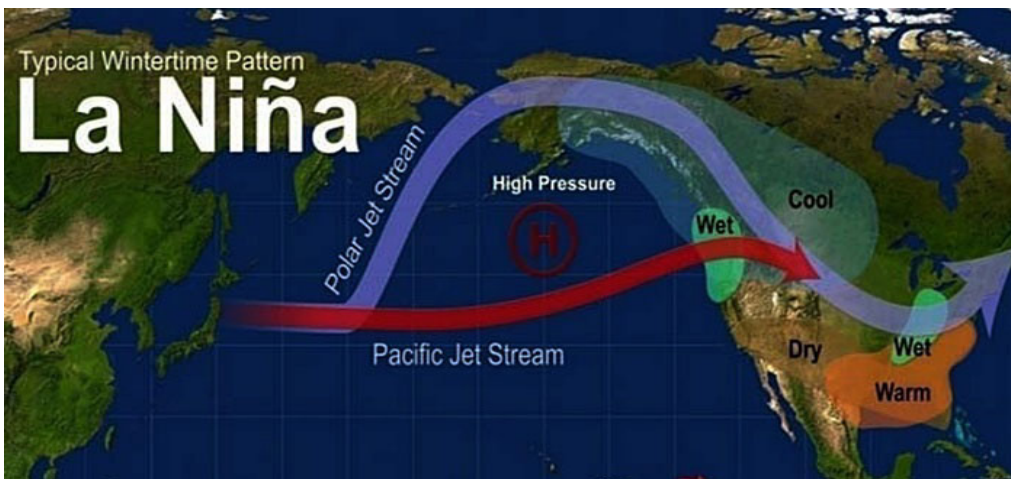 Typical Wintertime Pattern
La Niña
Polar Jet Stream
High Pressure
H
Cool
Wet
Pacific Jet Stream
Dry
Wet
Warm